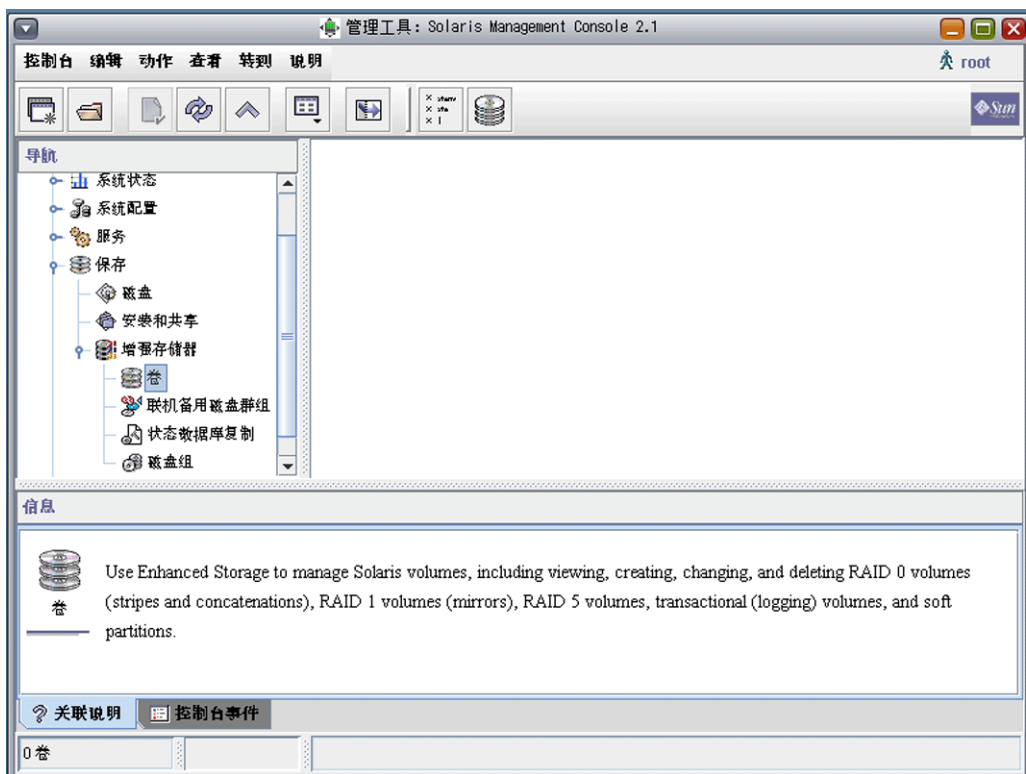 管理工具: Solaris Management Console 2.1
控制台 编辑 动作 查看 转到 说明
root
Sun
导航
系统状态
系统配置
服务
保存
磁盘
安装和共享
增强存储器
卷
联机备用磁盘群组
状态数据库复制
磁盘组
信息
Use Enhanced Storage to manage Solaris volumes, including viewing, creating, changing, and deleting RAID 0 volumes
(stripes and concatenations), RAID 1 volumes (mirrors), RAID 5 volumes, transactional (logging) volumes, and soft
partitions.
卷
关联说明 控制台事件
0 卷